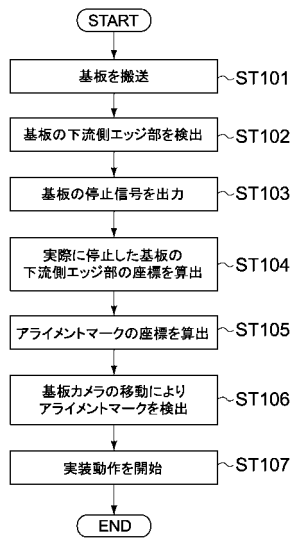 START
基板を搬送
ST101
基板の下流側エッジ部を検出
ST102
基板の停止信号を出力
ST103
実際に停止した基板の
下流側エッジ部の座標を算出
ST104
アライメントマークの座標を算出
ST105
基板カメラの移動により
アライメントマークを検出
ST106
実装動作を開始
ST107
END